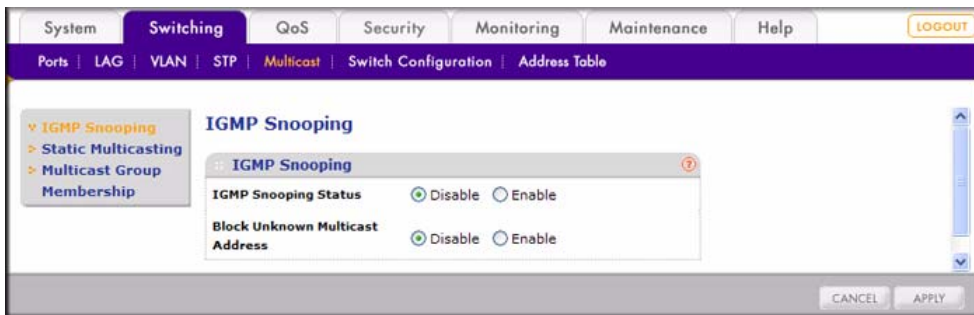 System Switching QoS Security Monitoring Maintenance Help LOGOUT
Ports LAG VLAN STP Multicast Switch Configuration Address Table
IGMP Snooping
Static Multicasting
Multicast Group
Membership
IGMP Snooping
IGMP Snooping ?
IGMP Snooping Status Disable Enable
Block Unknown Multicast
Address Disable Enable
CANCEL APPLY